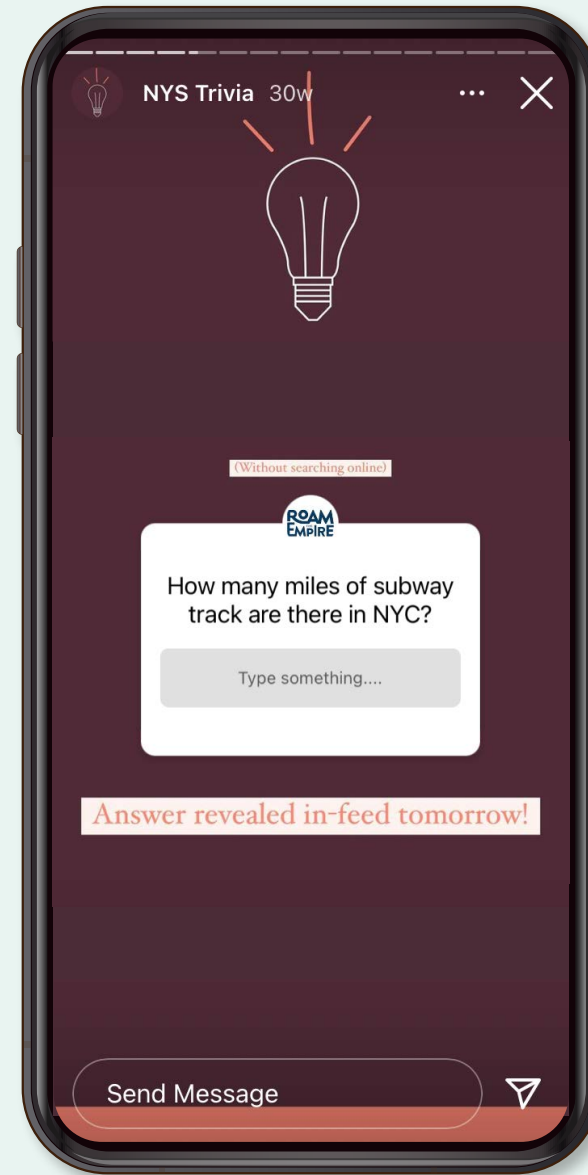 NYS Trivia 30w
(Without searching online)
ROAM
EMPIRE
How many miles of subway
track are there in NYC?
Type something....
Answer revealed in-feed tomorrow!
Send Message